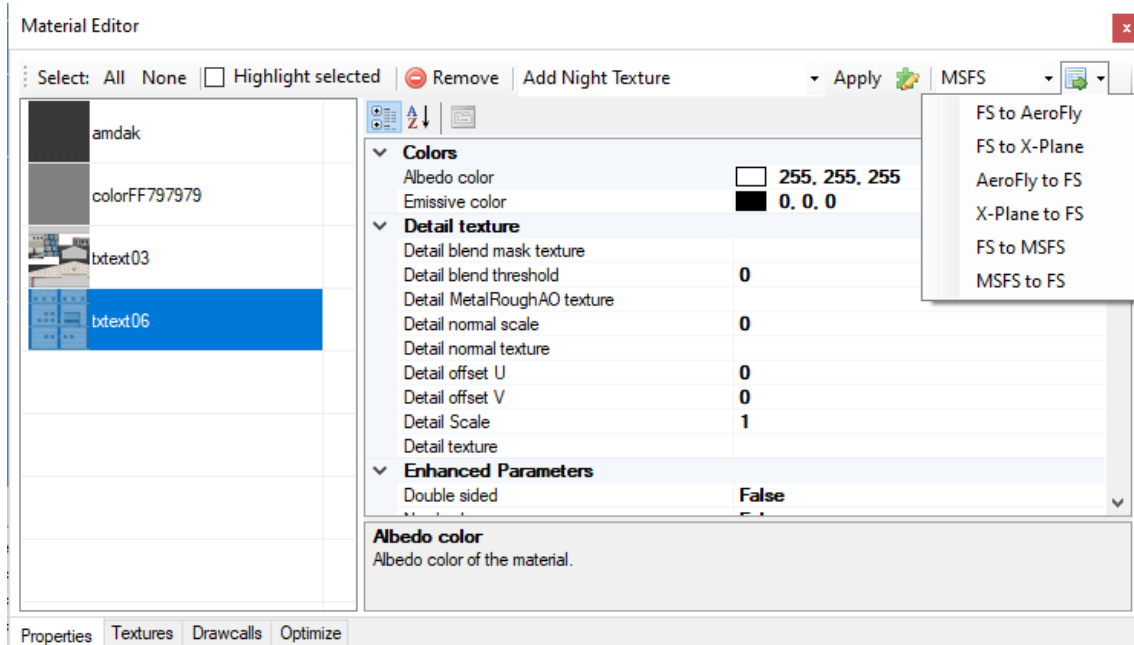 Material Editor
x
Select: All None Highlight selected Remove Add Night Texture Apply MSFS
FS to AeroFly
FS to X-Plane
AeroFly to FS
X-Plane to FS
FS to MSFS
MSFS to FS
amdak
colorFF797979
txtext03
txtext06
Colors
Albedo color 255, 255, 255
Emissive color 0, 0, 0
Detail texture
Detail blend mask texture
Detail blend threshold 0
Detail MetalRoughAO texture
Detail normal scale 0
Detail normal texture
Detail offset U 0
Detail offset V 0
Detail Scale 1
Detail texture
Enhanced Parameters
Double sided False
Albedo color
Albedo color of the material.
Properties Textures Drawcalls Optimize